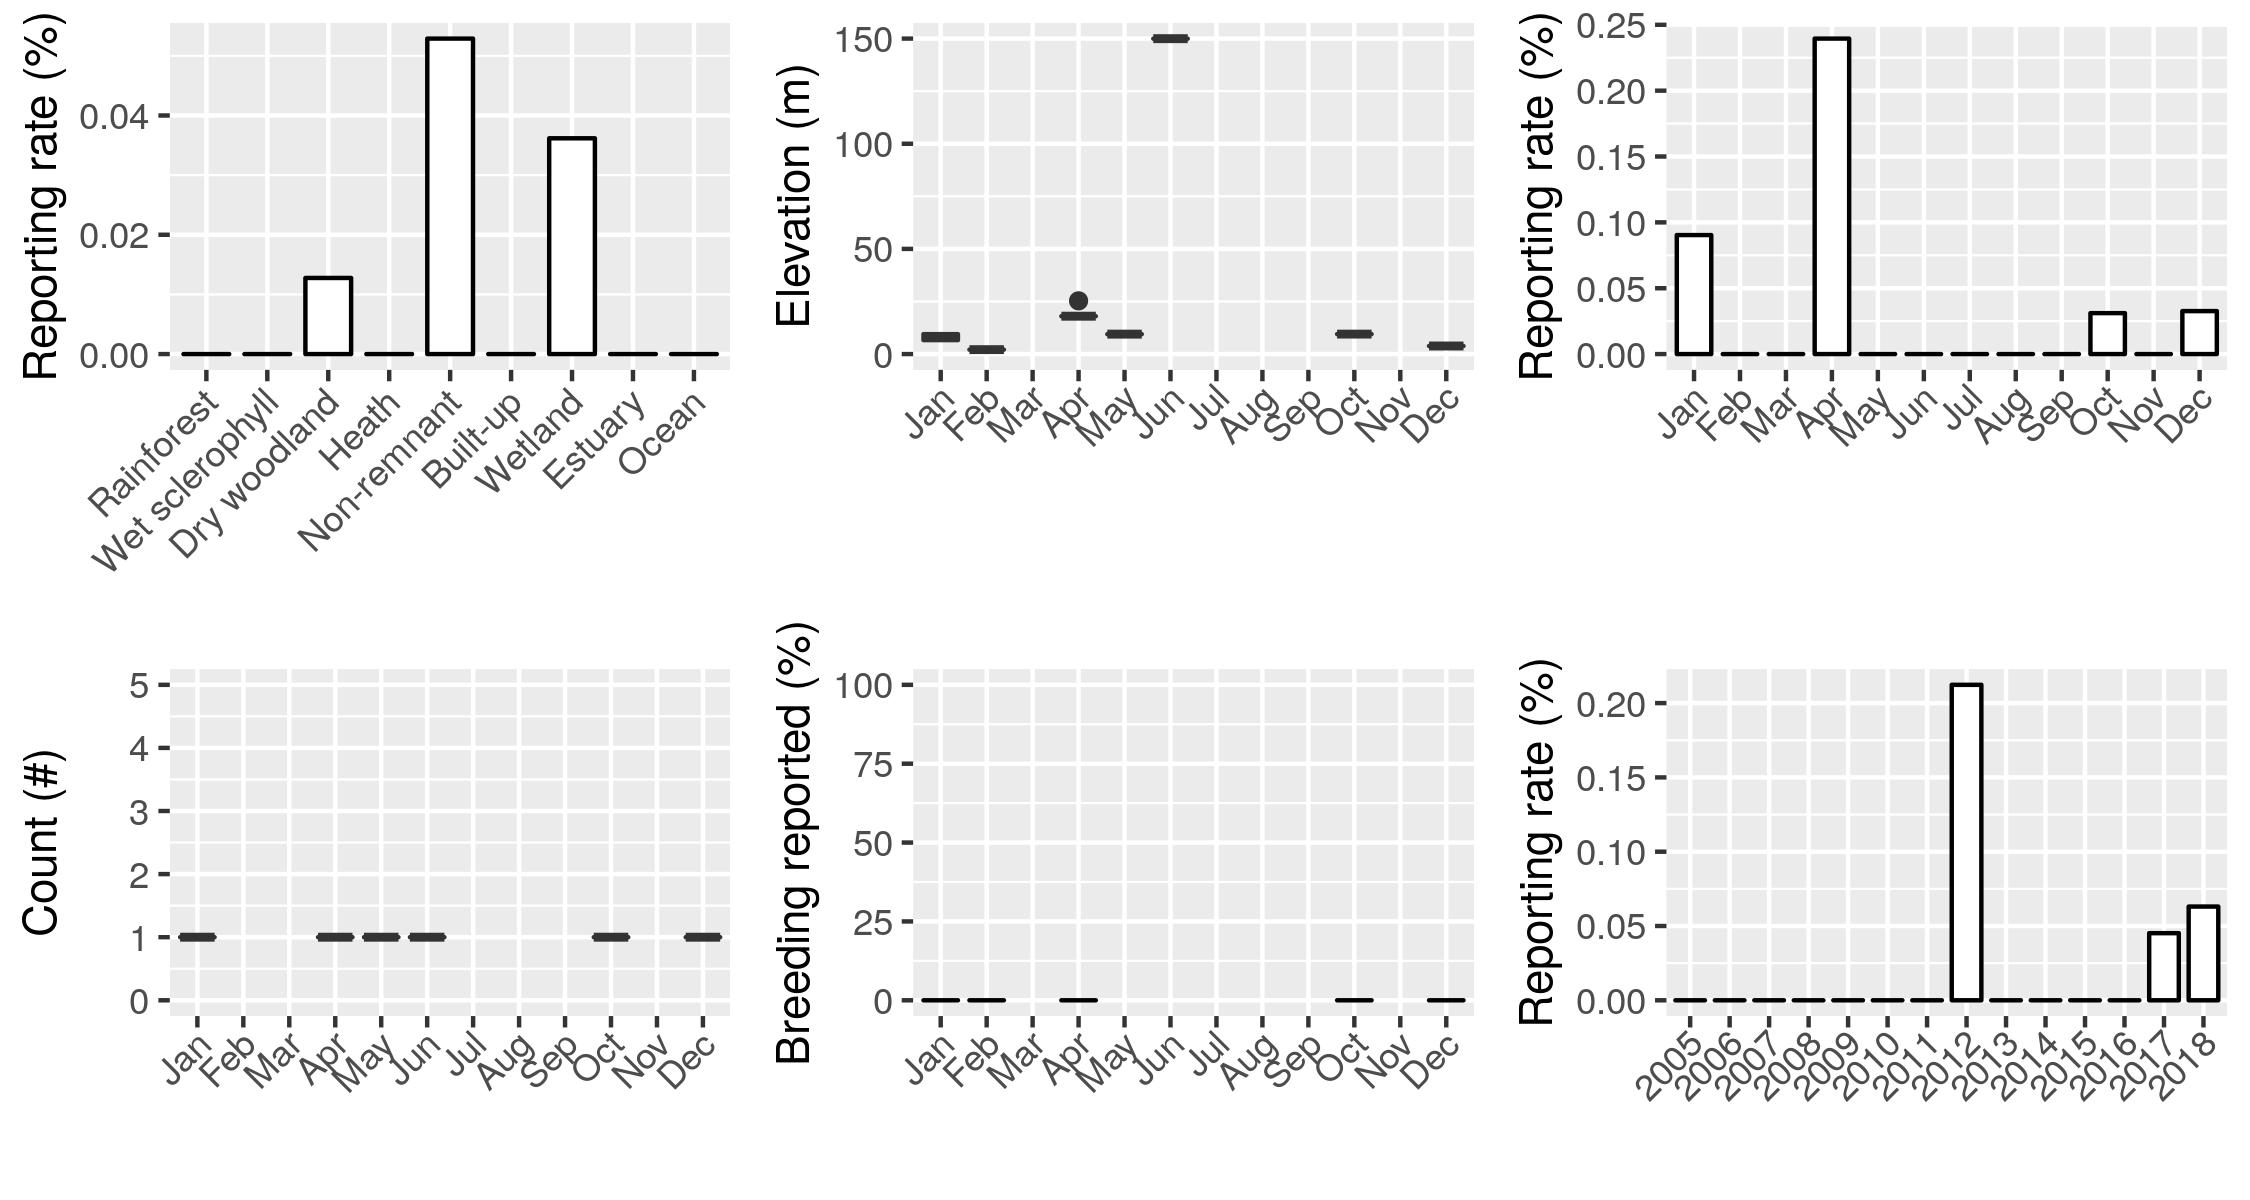 Reporting rate (%)
0.04
0.02
0.00
Rainforest
Wet sclerophyll
Dry woodland
Heath
Non-remnant
Built-up
Wetland
Estuary
Ocean
Elevation (m)
150
100
50
0
Jan
Feb
Mar
Apr
May
Jun
Jul
Aug
Sep
Oct
Nov
Dec
Reporting rate (%)
0.25
0.20
0.15
0.10
0.05
0.00
Jan
Feb
Mar
Apr
May
Jun
Jul
Aug
Sep
Oct
Nov
Dec
Count (#)
5
4
3
2
1
0
Jan
Feb
Mar
Apr
May
Jun
Jul
Aug
Sep
Oct
Nov
Dec
Breeding reported (%)
100
75
50
25
0
Jan
Feb
Mar
Apr
May
Jun
Jul
Aug
Sep
Oct
Nov
Dec
Reporting rate (%)
0.20
0.15
0.10
0.05
0.00
2005
2006
2007
2008
2009
2010
2011
2012
2013
2014
2015
2016
2017
2018